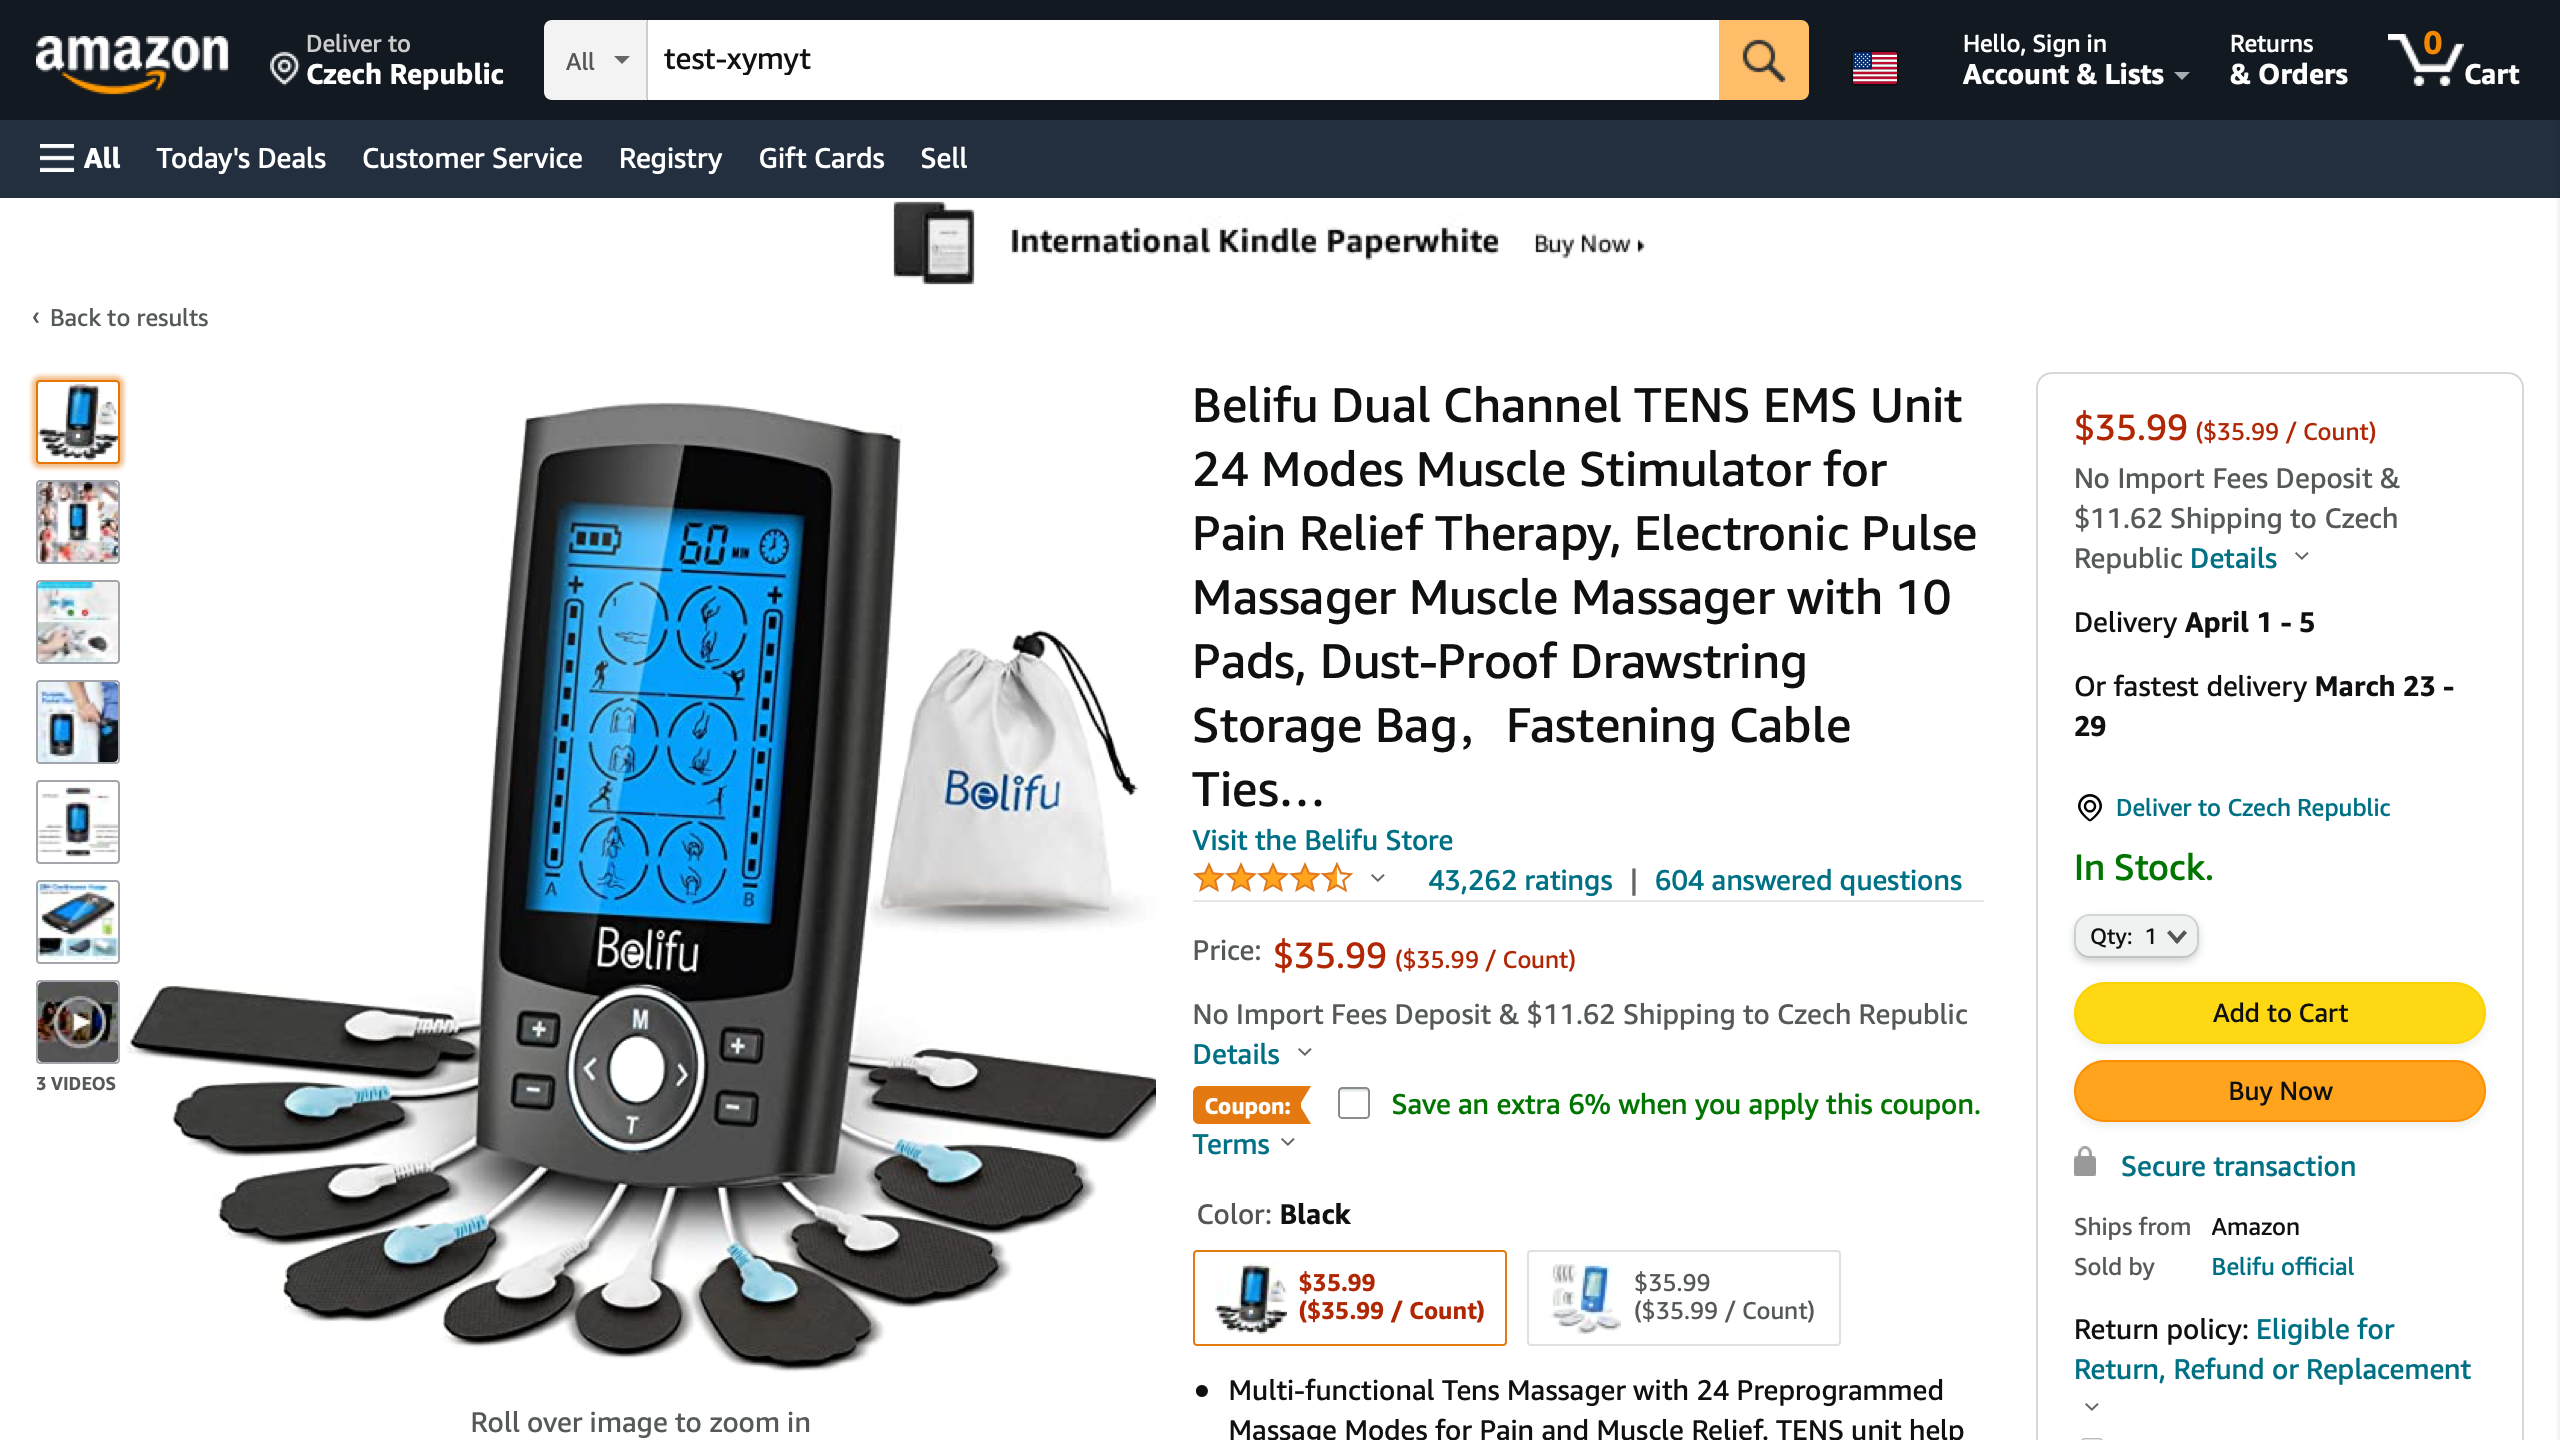 amazon
Deliver to
Czech Republic
All
test-xymyt
Hello, Sign in
Account & Lists
Returns
& Orders
0
Cart
All
Today's Deals
Customer Service
Registry
Gift Cards
Sell
International Kindle Paperwhite
Buy Now
‹ Back to results
3 VIDEOS
60 MIN
1
A
B
Belifu
M
T
Belifu
Roll over image to zoom in
Belifu Dual Channel TENS EMS Unit
24 Modes Muscle Stimulator for
Pain Relief Therapy, Electronic Pulse
Massager Muscle Massager with 10
Pads, Dust-Proof Drawstring
Storage Bag，Fastening Cable
Ties…
Visit the Belifu Store
43,262 ratings | 604 answered questions
Price: $35.99 ($35.99 / Count)
No Import Fees Deposit & $11.62 Shipping to Czech Republic
Details
Coupon: Save an extra 6% when you apply this coupon.
Terms
Color: Black
$35.99
($35.99 / Count)
$35.99
($35.99 / Count)
• Multi-functional Tens Massager with 24 Preprogrammed
Massage Modes for Pain and Muscle Relief. TENS unit help
$35.99 ($35.99 / Count)
No Import Fees Deposit &
$11.62 Shipping to Czech
Republic Details
Delivery April 1 - 5
Or fastest delivery March 23 -
29
Deliver to Czech Republic
In Stock.
Qty: 1
Add to Cart
Buy Now
Secure transaction
Ships from Amazon
Sold by Belifu official
Return policy: Eligible for
Return, Refund or Replacement